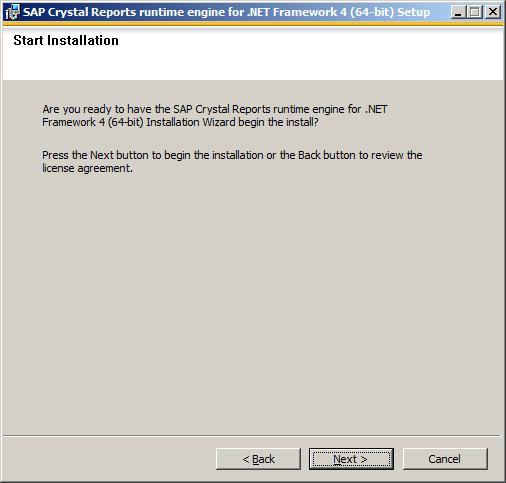 SAP Crystal Reports runtime engine for .NET Framework 4 (64-bit) Setup
Start Installation
Are you ready to have the SAP Crystal Reports runtime engine for .NET
Framework 4 (64-bit) Installation Wizard begin the install?
Press the Next button to begin the installation or the Back button to review the
license agreement.
< Back
Next >
Cancel